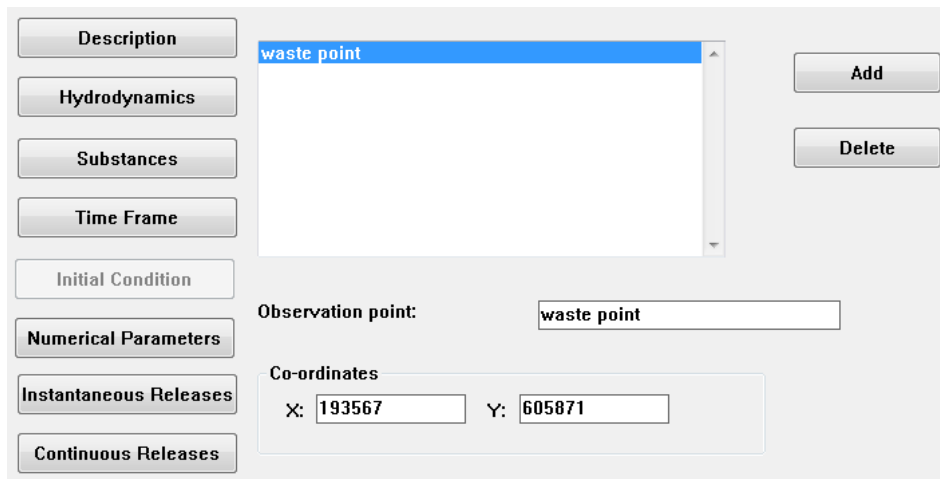 Description
Hydrodynamics
Substances
Time Frame
Initial Condition
Numerical Parameters
Instantaneous Releases
Continuous Releases
waste point
Add
Delete
Observation point:
waste point
Co-ordinates
X: 193567 Y: 605871